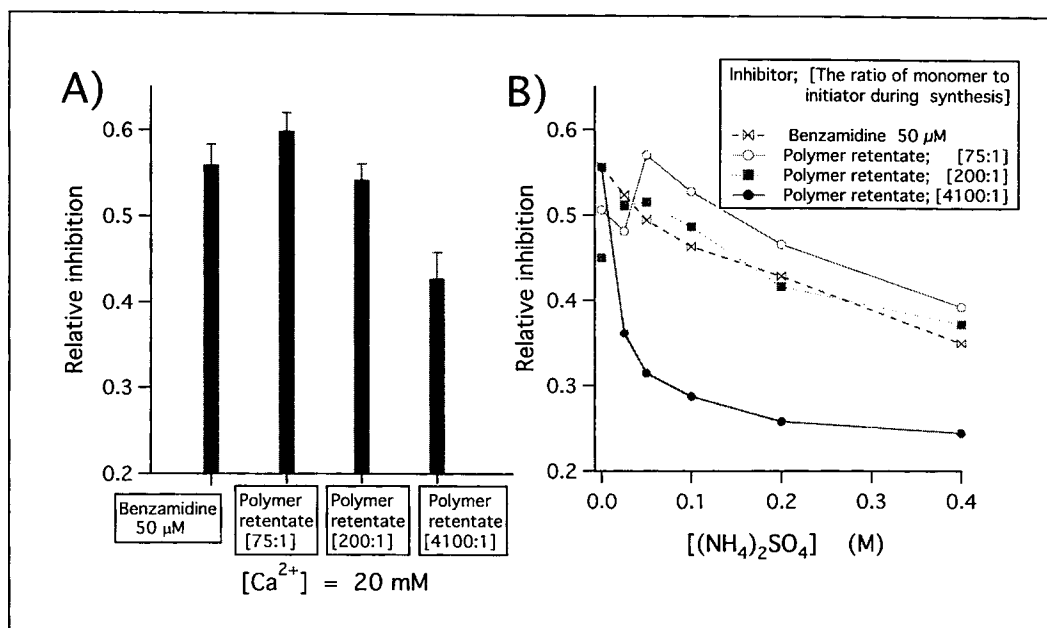 A)
Relative inhibition
0.6
0.5
0.4
0.3
0.2
Benzamidine
50 µM
Polymer
retentate
[75:1]
Polymer
retentate
[200:1]
Polymer
retentate
[4100:1]
[Ca2+] = 20 mM
B)
Inhibitor; [The ratio of monomer to
initiator during synthesis]
Benzamidine 50 µM
Polymer retentate; [75:1]
Polymer retentate; [200:1]
Polymer retentate; [4100:1]
Relative inhibition
0.6
0.5
0.4
0.3
0.2
0.0 0.1 0.2 0.3 0.4
[(NH4)2SO4] (M)